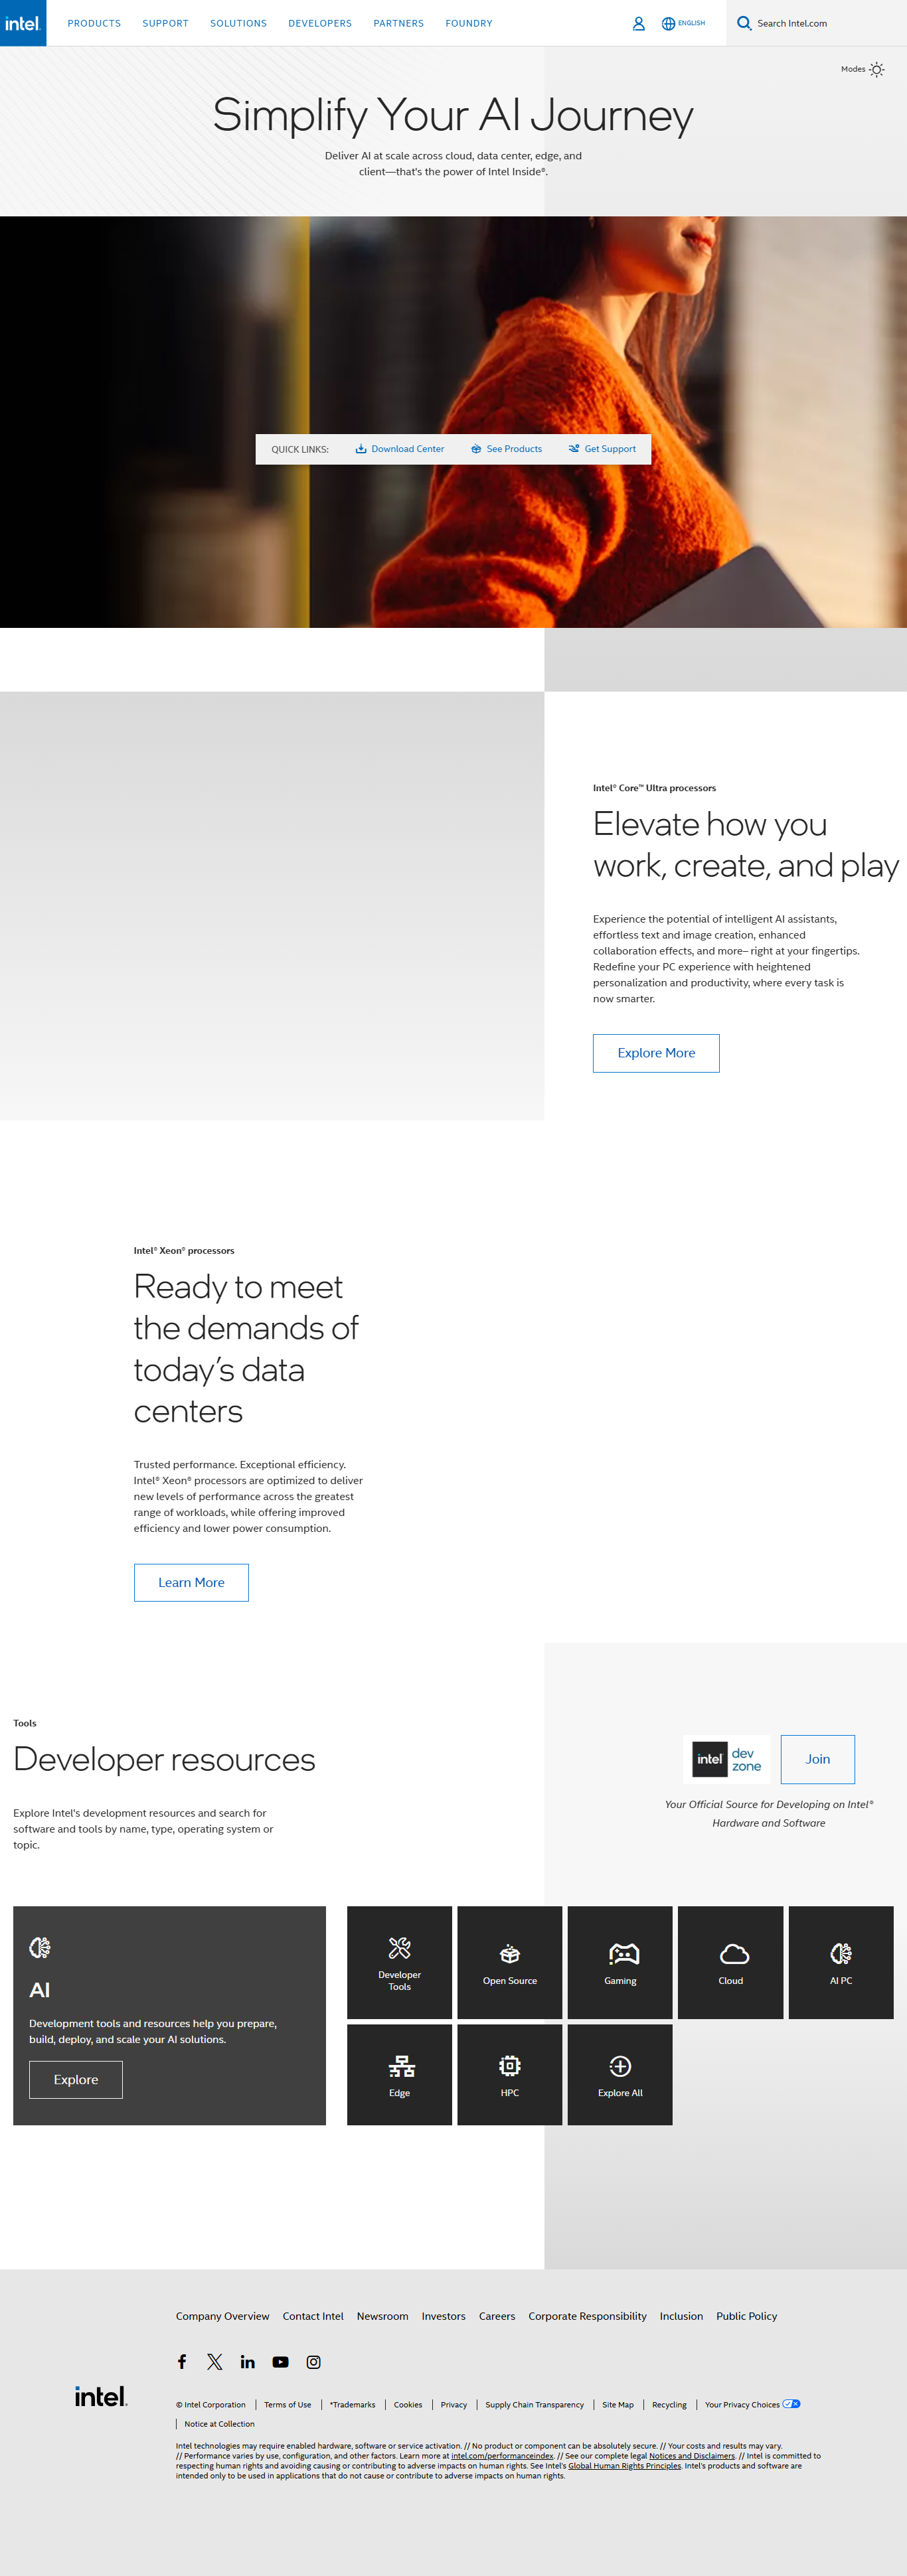 intel.
PRODUCTS SUPPORT SOLUTIONS DEVELOPERS PARTNERS FOUNDRY
ENGLISH
Search Intel.com
Modes
Simplify Your AI Journey
Deliver AI at scale across cloud, data center, edge, and
client—that's the power of Intel Inside®.
QUICK LINKS: Download Center See Products Get Support
Intel® Core™ Ultra processors
Elevate how you
work, create, and play
Experience the potential of intelligent AI assistants,
effortless text and image creation, enhanced
collaboration effects, and more– right at your fingertips.
Redefine your PC experience with heightened
personalization and productivity, where every task is
now smarter.
Explore More
Intel® Xeon® processors
Ready to meet
the demands of
today's data
centers
Trusted performance. Exceptional efficiency.
Intel® Xeon® processors are optimized to deliver
new levels of performance across the greatest
range of workloads, while offering improved
efficiency and lower power consumption.
Learn More
Tools
Developer resources
Explore Intel's development resources and search for
software and tools by name, type, operating system or
topic.
intel. dev
zone
Join
Your Official Source for Developing on Intel®
Hardware and Software
AI
Development tools and resources help you prepare,
build, deploy, and scale your AI solutions.
Explore
Developer
Tools
Open Source
Gaming
Cloud
AI PC
Edge
HPC
Explore All
Company Overview Contact Intel Newsroom Investors Careers Corporate Responsibility Inclusion Public Policy
intel.
© Intel Corporation Terms of Use *Trademarks Cookies Privacy Supply Chain Transparency Site Map Recycling Your Privacy Choices
Notice at Collection
Intel technologies may require enabled hardware, software or service activation. // No product or component can be absolutely secure. // Your costs and results may vary.
// Performance varies by use, configuration, and other factors. Learn more at intel.com/performanceindex. // See our complete legal Notices and Disclaimers. // Intel is committed to
respecting human rights and avoiding causing or contributing to adverse impacts on human rights. See Intel's Global Human Rights Principles. Intel's products and software are
intended only to be used in applications that do not cause or contribute to adverse impacts on human rights.